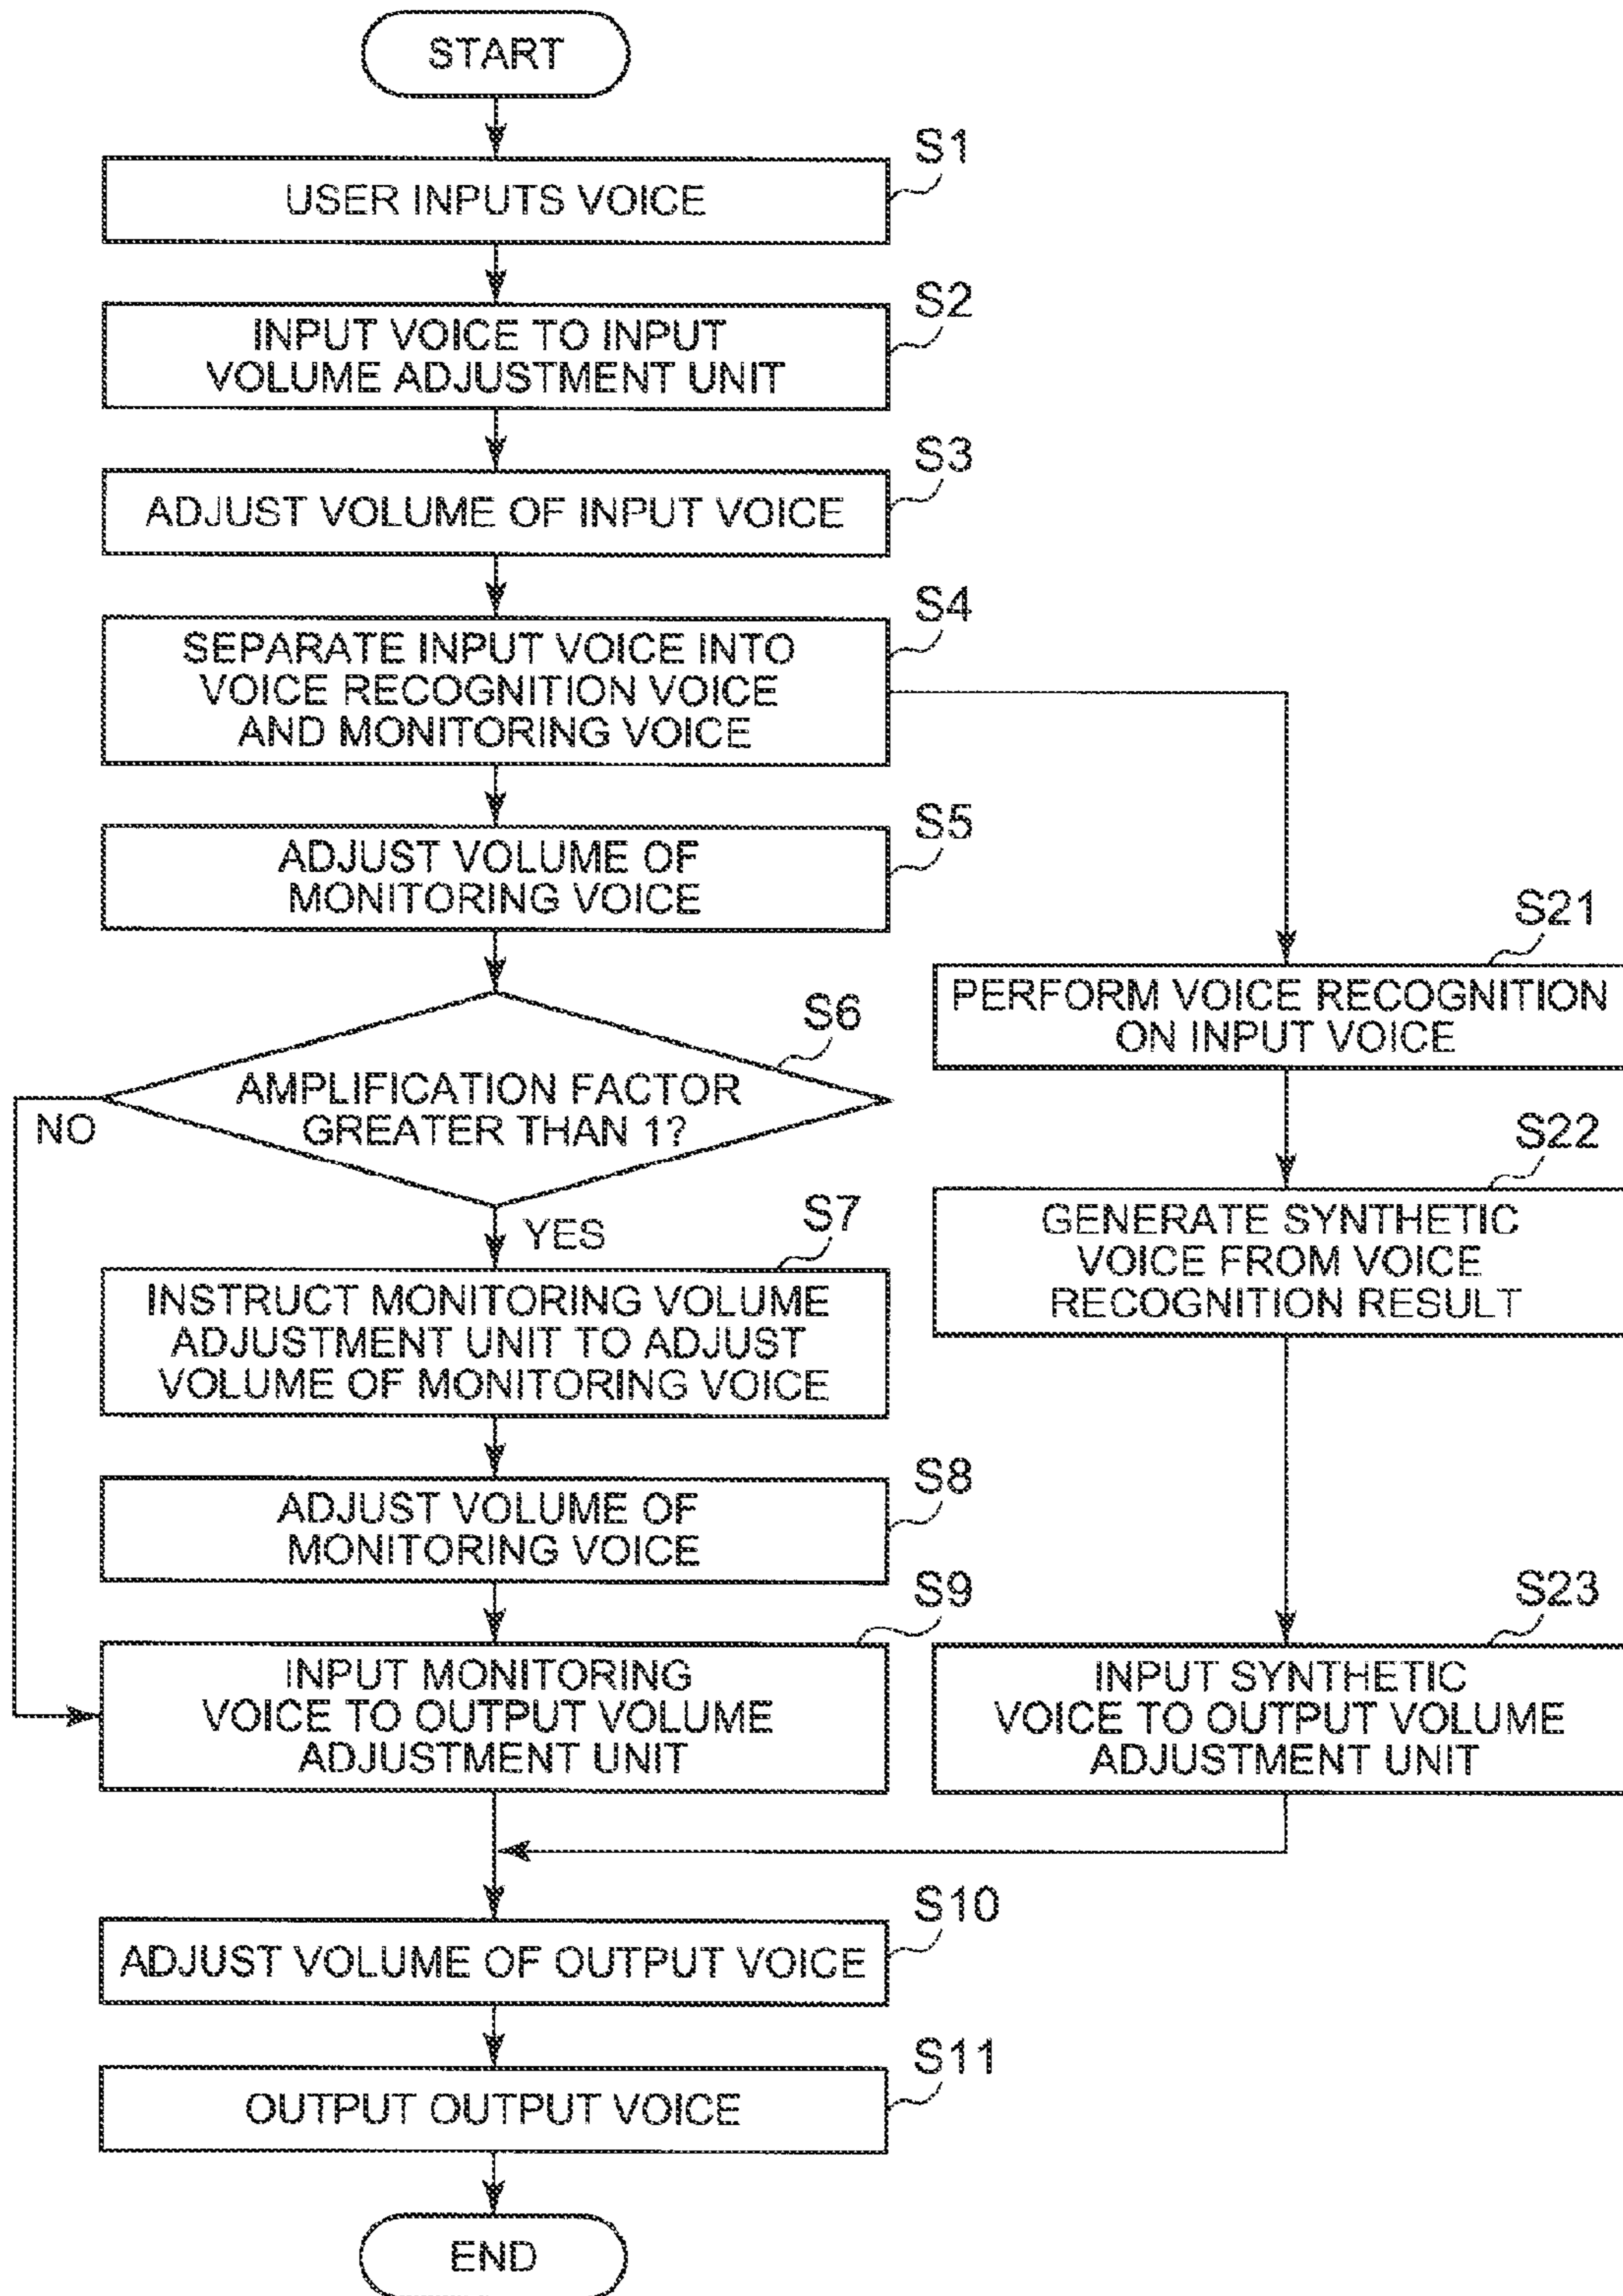 START
S1
USER INPUTS VOICE
S2
INPUT VOICE TO INPUT
VOLUME ADJUSTMENT UNIT
S3
ADJUST VOLUME OF INPUT VOICE
S4
SEPARATE INPUT VOICE INTO
VOICE RECOGNITION VOICE
AND MONITORING VOICE
S5
ADJUST VOLUME OF
MONITORING VOICE
S6
AMPLIFICATION FACTOR
GREATER THAN 1?
NO
YES
S7
INSTRUCT MONITORING VOLUME
ADJUSTMENT UNIT TO ADJUST
VOLUME OF MONITORING VOICE
S8
ADJUST VOLUME OF
MONITORING VOICE
S9
INPUT MONITORING
VOICE TO OUTPUT VOLUME
ADJUSTMENT UNIT
S21
PERFORM VOICE RECOGNITION
ON INPUT VOICE
S22
GENERATE SYNTHETIC
VOICE FROM VOICE
RECOGNITION RESULT
S23
INPUT SYNTHETIC
VOICE TO OUTPUT VOLUME
ADJUSTMENT UNIT
S10
ADJUST VOLUME OF OUTPUT VOICE
S11
OUTPUT OUTPUT VOICE
END